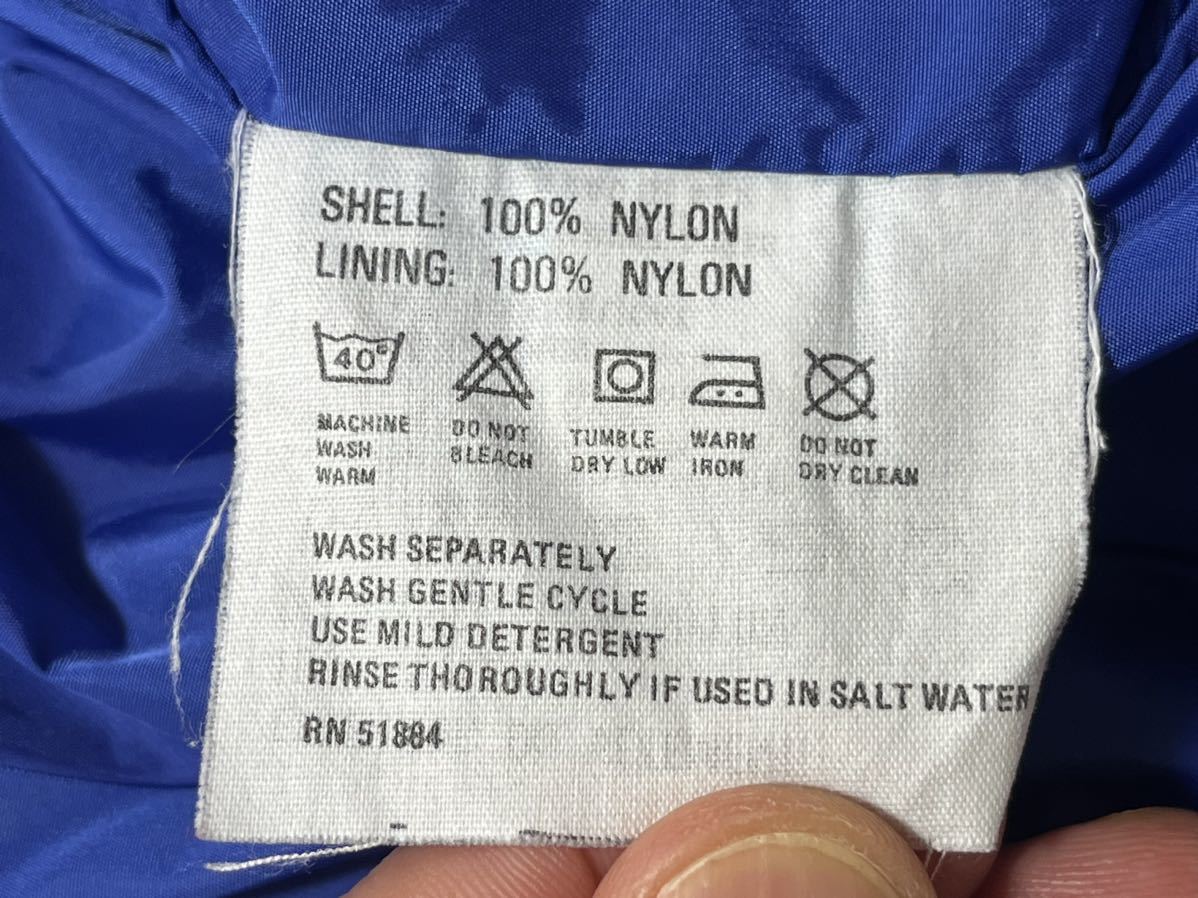 SHELL: 100% NYLON
LINING: 100% NYLON
40°
MACHINE WASH WARM
DO NOT BLEACH
TUMBLE DRY LOW
WARM IRON
DO NOT DRY CLEAN
WASH SEPARATELY
WASH GENTLE CYCLE
USE MILD DETERGENT
RINSE THOROUGHLY IF USED IN SALT WATER
RN 51884